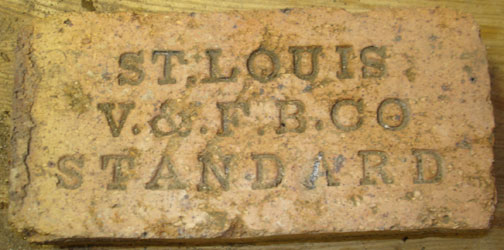 ST. LOUIS
V. & F. B. CO
STANDARD